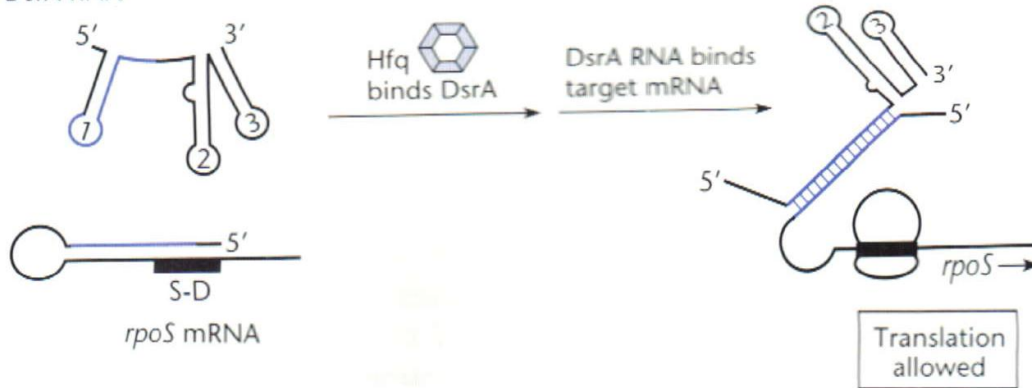 5′
3′
1
2
3
Hfq
binds DsrA
DsrA RNA binds
target mRNA
2
3
3′
5′
5′
5′
S-D
rpoS mRNA
rpoS
Translation
allowed